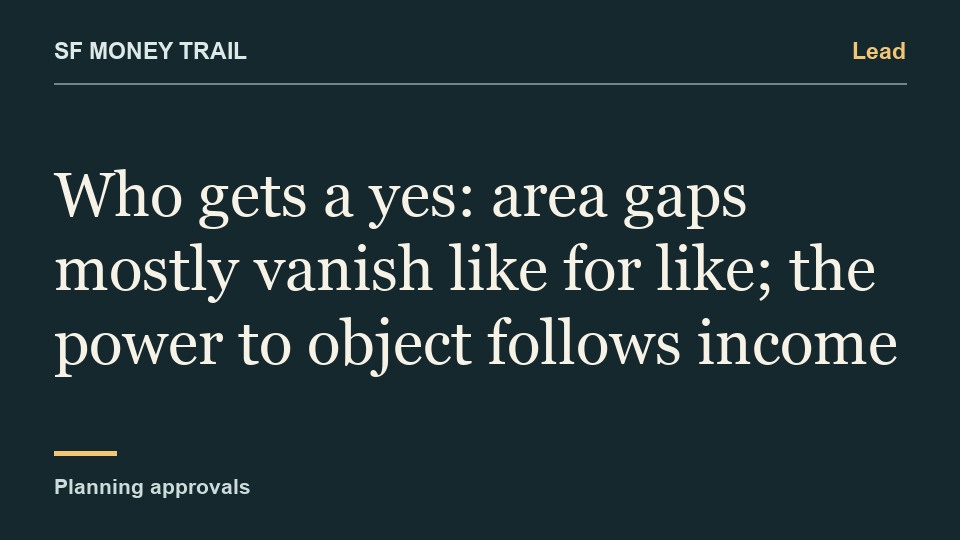 SF MONEY TRAIL
Lead
Who gets a yes: area gaps
mostly vanish like for like; the
power to object follows income
Planning approvals